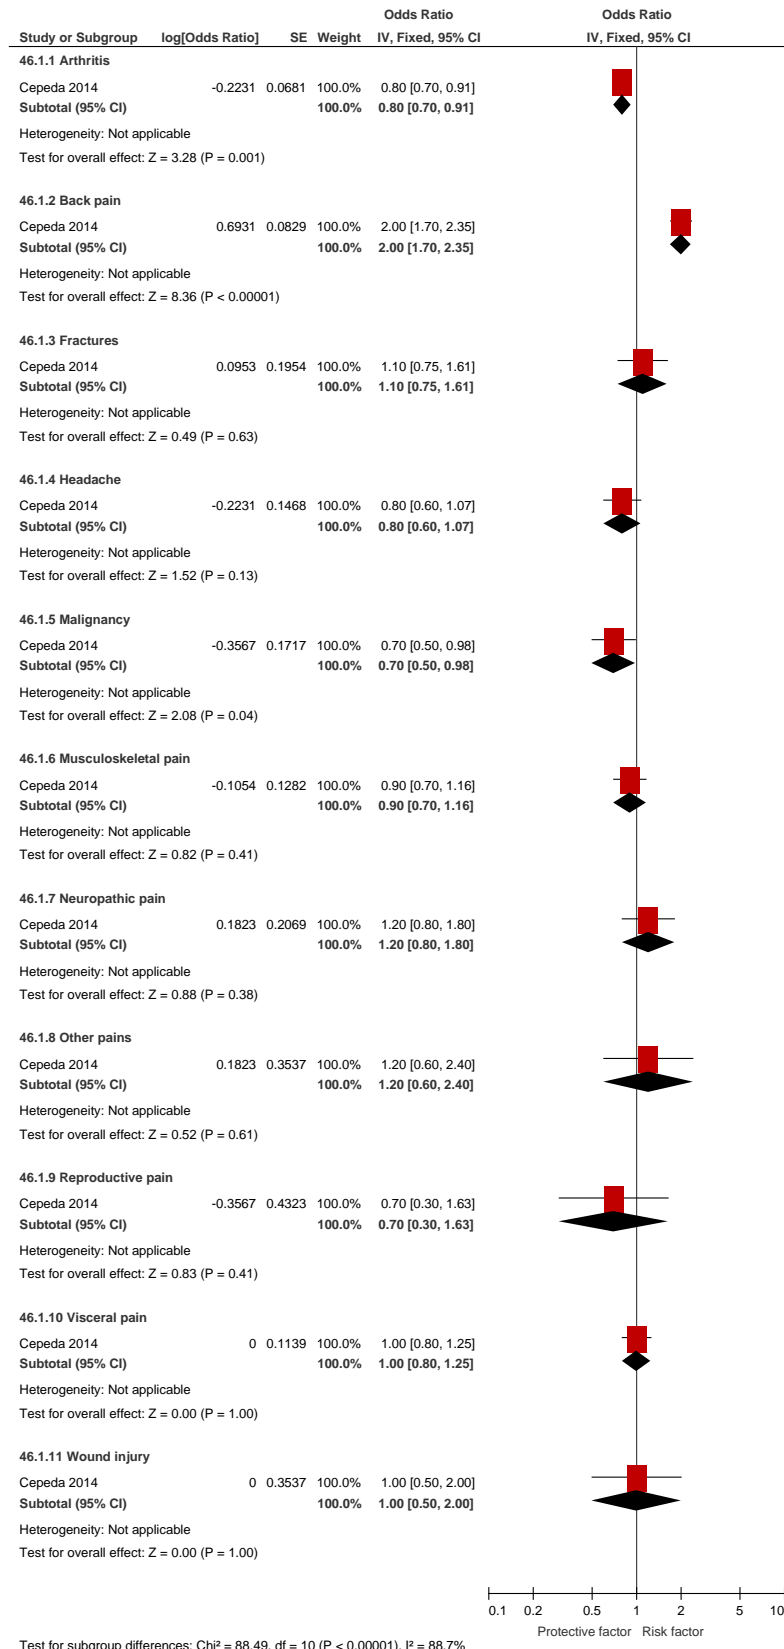 Odds Ratio Odds Ratio
Study or Subgroup log[Odds Ratio] SE Weight IV, Fixed, 95% CI IV, Fixed, 95% CI
46.1.1 Arthritis
Cepeda 2014 -0.2231 0.0681 100.0% 0.80 [0.70, 0.91]
Subtotal (95% CI) 100.0% 0.80 [0.70, 0.91]
Heterogeneity: Not applicable
Test for overall effect: Z = 3.28 (P = 0.001)
46.1.2 Back pain
Cepeda 2014 0.6931 0.0829 100.0% 2.00 [1.70, 2.35]
Subtotal (95% CI) 100.0% 2.00 [1.70, 2.35]
Heterogeneity: Not applicable
Test for overall effect: Z = 8.36 (P < 0.00001)
46.1.3 Fractures
Cepeda 2014 0.0953 0.1954 100.0% 1.10 [0.75, 1.61]
Subtotal (95% CI) 100.0% 1.10 [0.75, 1.61]
Heterogeneity: Not applicable
Test for overall effect: Z = 0.49 (P = 0.63)
46.1.4 Headache
Cepeda 2014 -0.2231 0.1468 100.0% 0.80 [0.60, 1.07]
Subtotal (95% CI) 100.0% 0.80 [0.60, 1.07]
Heterogeneity: Not applicable
Test for overall effect: Z = 1.52 (P = 0.13)
46.1.5 Malignancy
Cepeda 2014 -0.3567 0.1717 100.0% 0.70 [0.50, 0.98]
Subtotal (95% CI) 100.0% 0.70 [0.50, 0.98]
Heterogeneity: Not applicable
Test for overall effect: Z = 2.08 (P = 0.04)
46.1.6 Musculoskeletal pain
Cepeda 2014 -0.1054 0.1282 100.0% 0.90 [0.70, 1.16]
Subtotal (95% CI) 100.0% 0.90 [0.70, 1.16]
Heterogeneity: Not applicable
Test for overall effect: Z = 0.82 (P = 0.41)
46.1.7 Neuropathic pain
Cepeda 2014 0.1823 0.2069 100.0% 1.20 [0.80, 1.80]
Subtotal (95% CI) 100.0% 1.20 [0.80, 1.80]
Heterogeneity: Not applicable
Test for overall effect: Z = 0.88 (P = 0.38)
46.1.8 Other pains
Cepeda 2014 0.1823 0.3537 100.0% 1.20 [0.60, 2.40]
Subtotal (95% CI) 100.0% 1.20 [0.60, 2.40]
Heterogeneity: Not applicable
Test for overall effect: Z = 0.52 (P = 0.61)
46.1.9 Reproductive pain
Cepeda 2014 -0.3567 0.4323 100.0% 0.70 [0.30, 1.63]
Subtotal (95% CI) 100.0% 0.70 [0.30, 1.63]
Heterogeneity: Not applicable
Test for overall effect: Z = 0.83 (P = 0.41)
46.1.10 Visceral pain
Cepeda 2014 0 0.1139 100.0% 1.00 [0.80, 1.25]
Subtotal (95% CI) 100.0% 1.00 [0.80, 1.25]
Heterogeneity: Not applicable
Test for overall effect: Z = 0.00 (P = 1.00)
46.1.11 Wound injury
Cepeda 2014 0 0.3537 100.0% 1.00 [0.50, 2.00]
Subtotal (95% CI) 100.0% 1.00 [0.50, 2.00]
Heterogeneity: Not applicable
Test for overall effect: Z = 0.00 (P = 1.00)
0.1 0.2 0.5 1 2 5 10
Protective factor Risk factor
Test for subgroup differences: Chi² = 88.49, df = 10 (P < 0.00001), I² = 88.7%